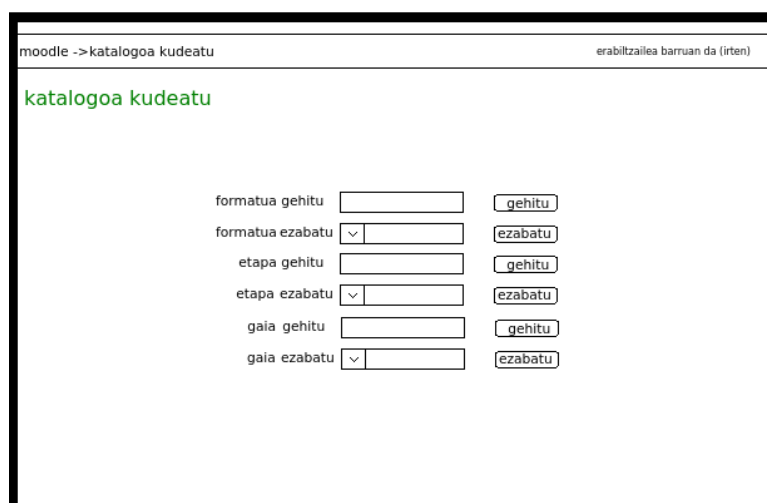 moodle ->katalogoa kudeatu erabiltzailea barruan da (irten)
katalogoa kudeatu
formatua gehitu gehitu
formatua ezabatu ezabatu
etapa gehitu gehitu
etapa ezabatu ezabatu
gaia gehitu gehitu
gaia ezabatu ezabatu